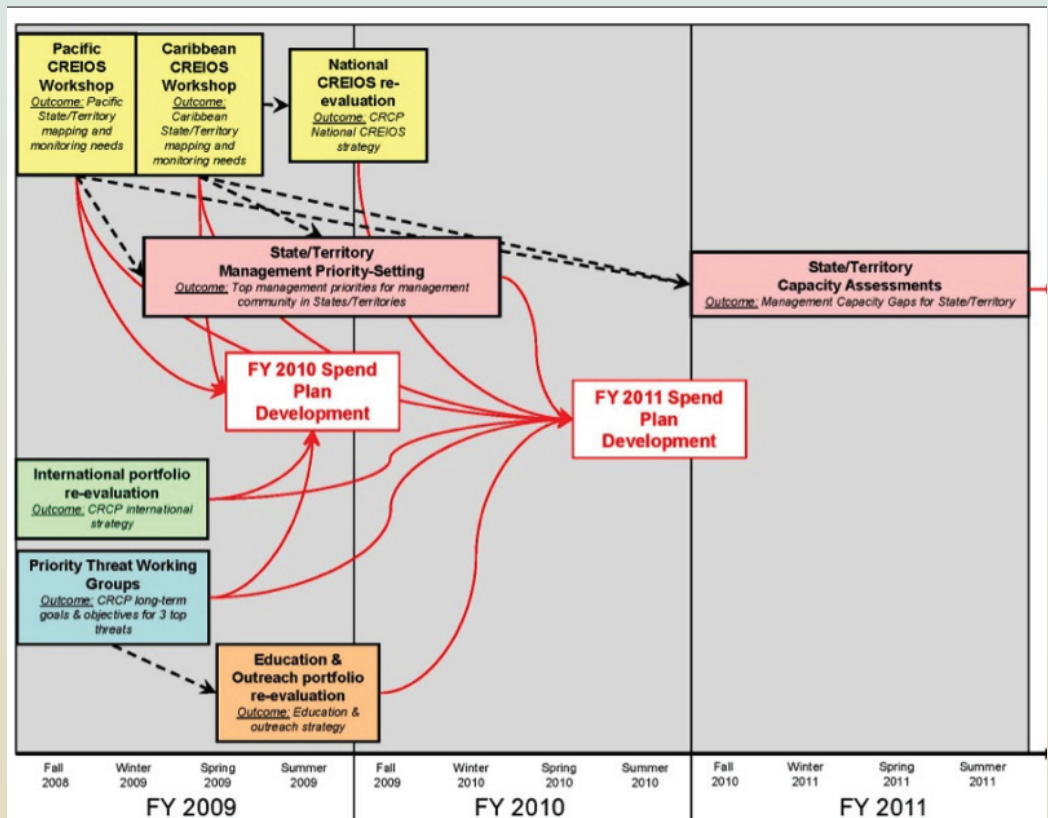 Pacific
CREIOS
Workshop
Outcome: Pacific
State/Territory
mapping and
monitoring needs
Caribbean
CREIOS
Workshop
Outcome:
Caribbean
State/Territory
mapping and
monitoring needs
National
CREIOS re-
evaluation
Outcome: CRCP
National CREIOS
strategy
State/Territory
Management Priority-Setting
Outcome: Top management priorities for management
community in States/Territories
State/Territory
Capacity Assessments
Outcome: Management Capacity Gaps for State/Territory
FY 2010 Spend
Plan
Development
FY 2011 Spend
Plan
Development
International portfolio
re-evaluation
Outcome: CRCP international
strategy
Priority Threat Working
Groups
Outcome: CRCP long-term
goals & objectives for 3 top
threats
Education &
Outreach portfolio
re-evaluation
Outcome: Education &
outreach strategy
Fall
2008
Winter
2009
Spring
2009
Summer
2009
Fall
2009
Winter
2010
Spring
2010
Summer
2010
Fall
2010
Winter
2011
Spring
2011
Summer
2011
FY 2009
FY 2010
FY 2011